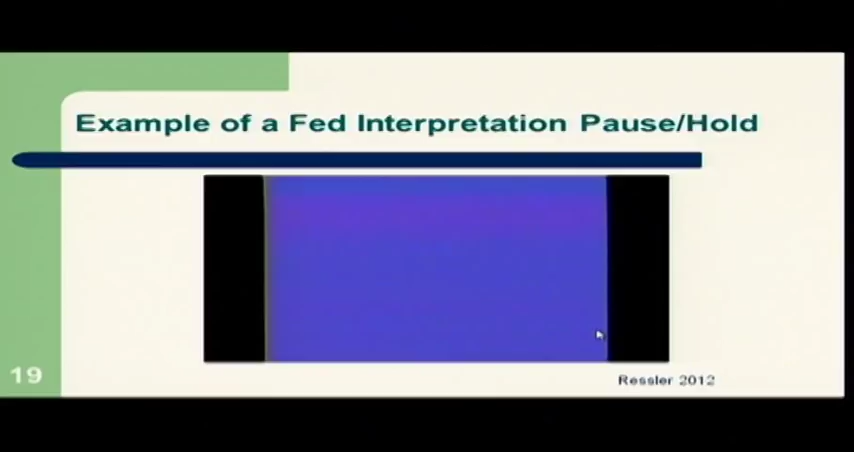 Example of a Fed Interpretation Pause/Hold
19
Ressler 2012